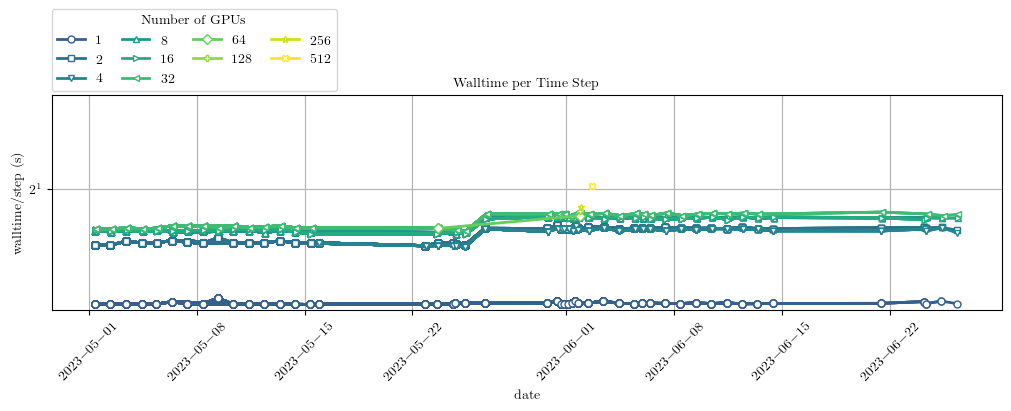 Number of GPUs
1 8 64 256
2 16 128 512
4 32
Walltime per Time Step
walltime/step (s)
2^1
2023−05−01 2023−05−08 2023−05−15 2023−05−22 2023−06−01 2023−06−08 2023−06−15 2023−06−22
date